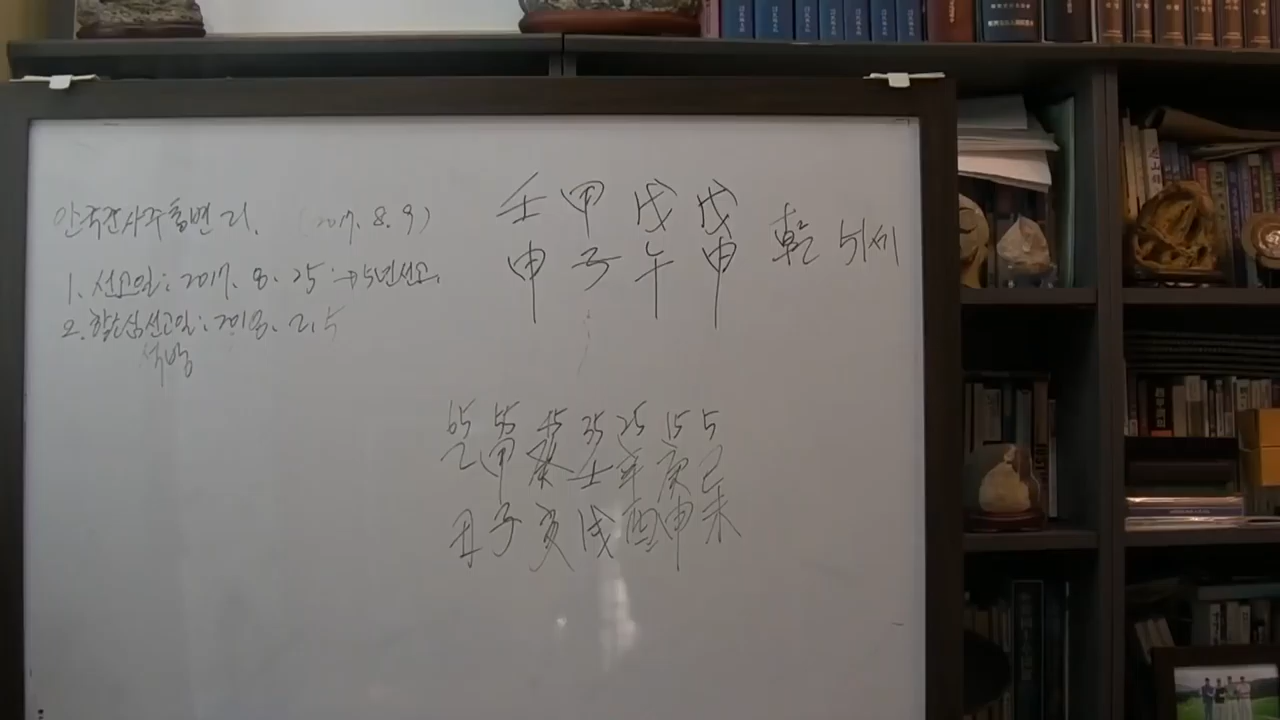 안국준사주총변리. (2017. 8. 9)
1. 선고일: 2017. 8. 25 → 5년선고.
2. 항소심선고일: 2018. 2. 5
석방
壬 甲 戊 戊
申 子 午 申 乾 51세
65 55 45 35 25 15 5
乙 甲 癸 壬 辛 庚 己
丑 子 亥 戌 酉 申 未